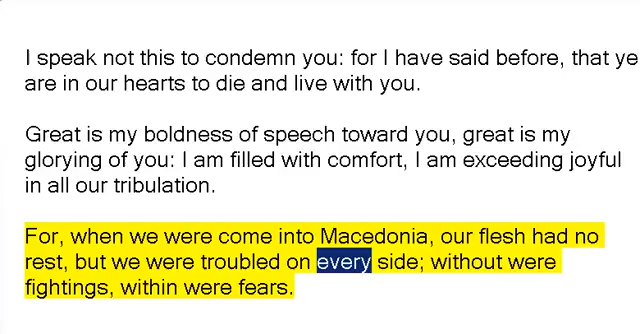 I speak not this to condemn you: for I have said before, that ye
are in our hearts to die and live with you.
Great is my boldness of speech toward you, great is my
glorying of you: I am filled with comfort, I am exceeding joyful
in all our tribulation.
For, when we were come into Macedonia, our flesh had no
rest, but we were troubled on every side; without were
fightings, within were fears.